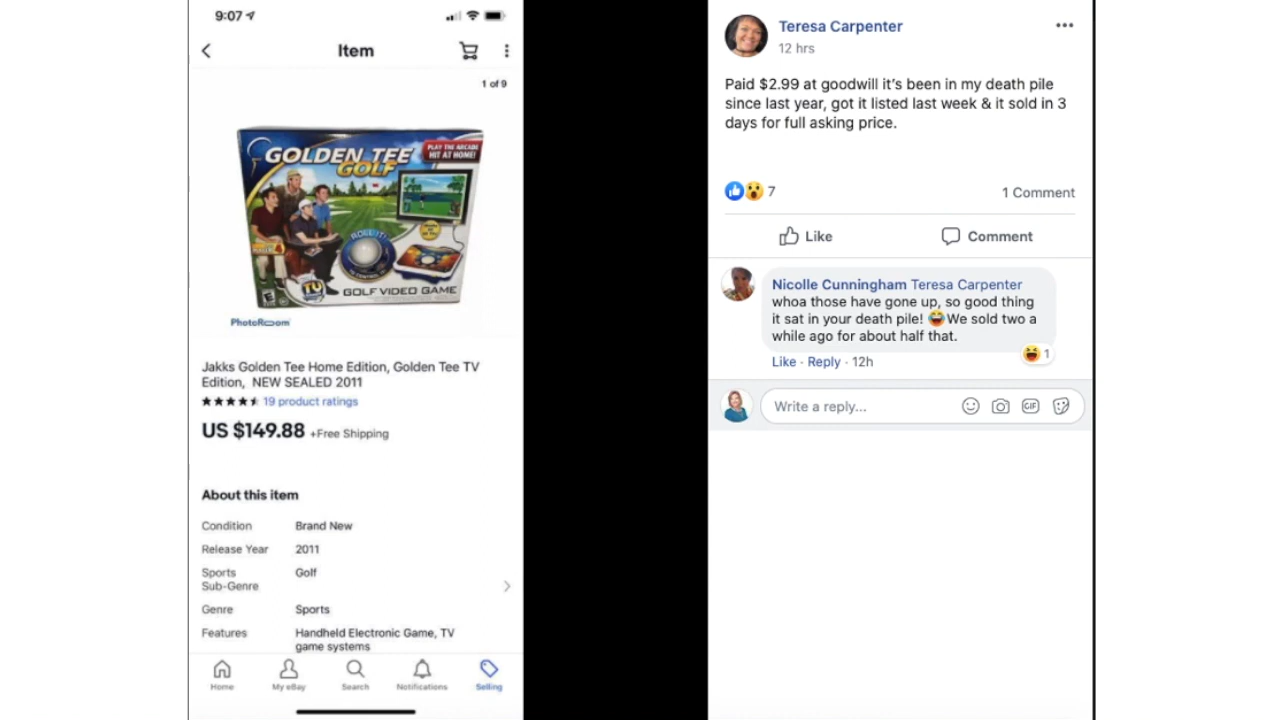 9:07
Item
1 of 9
GOLDEN TEE
GOLF
PLAY THE ARCADE
HIT AT HOME!
ROLL IT!
TV
E
GOLF VIDEO GAME
PhotoRoom
Jakks Golden Tee Home Edition, Golden Tee TV
Edition, NEW SEALED 2011
19 product ratings
US $149.88 +Free Shipping
About this item
Condition Brand New
Release Year 2011
Sports Golf
Sub-Genre
Genre Sports
Features Handheld Electronic Game, TV
game systems
Home My eBay Search Notifications Selling
Teresa Carpenter
12 hrs
Paid $2.99 at goodwill it’s been in my death pile
since last year, got it listed last week & it sold in 3
days for full asking price.
7 1 Comment
Like Comment
Nicolle Cunningham Teresa Carpenter
whoa those have gone up, so good thing
it sat in your death pile! 😂We sold two a
while ago for about half that.
😆 1
Like · Reply · 12h
Write a reply...
GIF